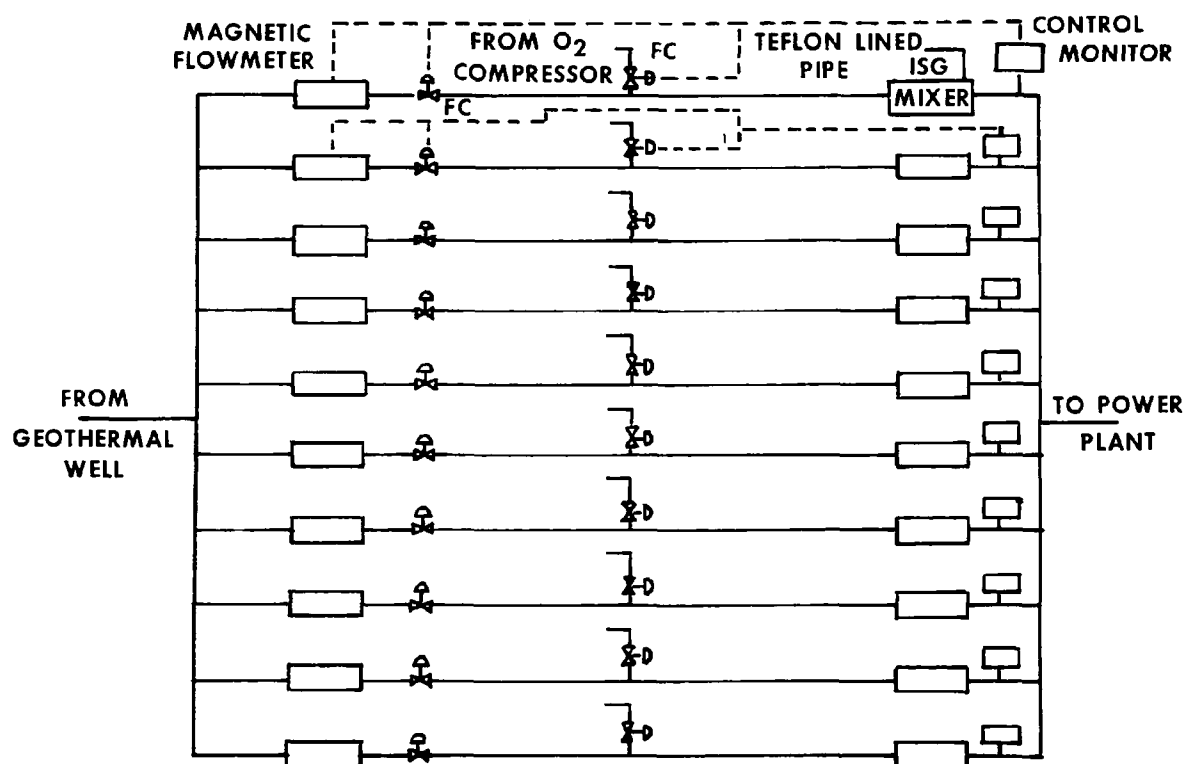 MAGNETIC
FLOWMETER
FROM O2
COMPRESSOR
FC
TEFLON LINED
PIPE
ISG
MIXER
CONTROL
MONITOR
FC
FROM
GEOTHERMAL
WELL
TO POWER
PLANT